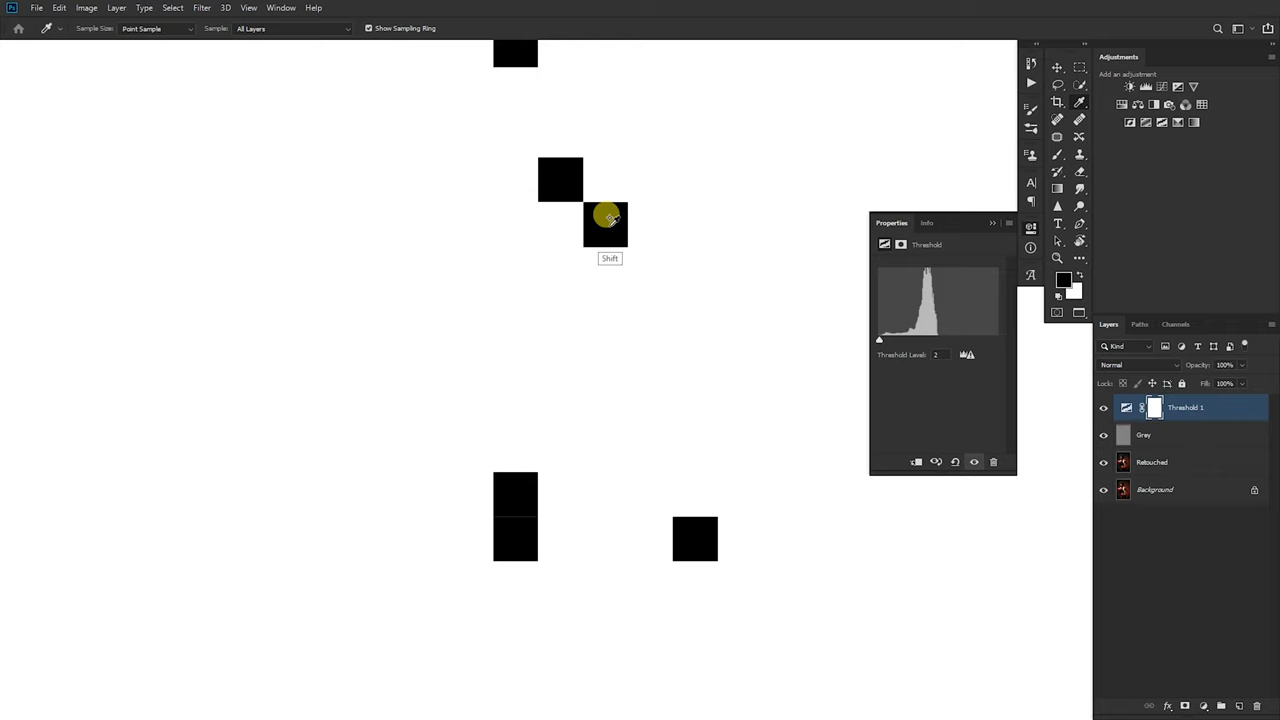 Ps File Edit Image Layer Type Select Filter 3D View Window Help
Sample Size: Point Sample Sample: All Layers Show Sampling Ring
Adjustments
Add an adjustment
Shift
Properties Info
Threshold
Threshold Level: 2
Layers Paths Channels
Kind
Normal Opacity: 100%
Lock: Fill: 100%
Threshold 1
Grey
Retouched
Background